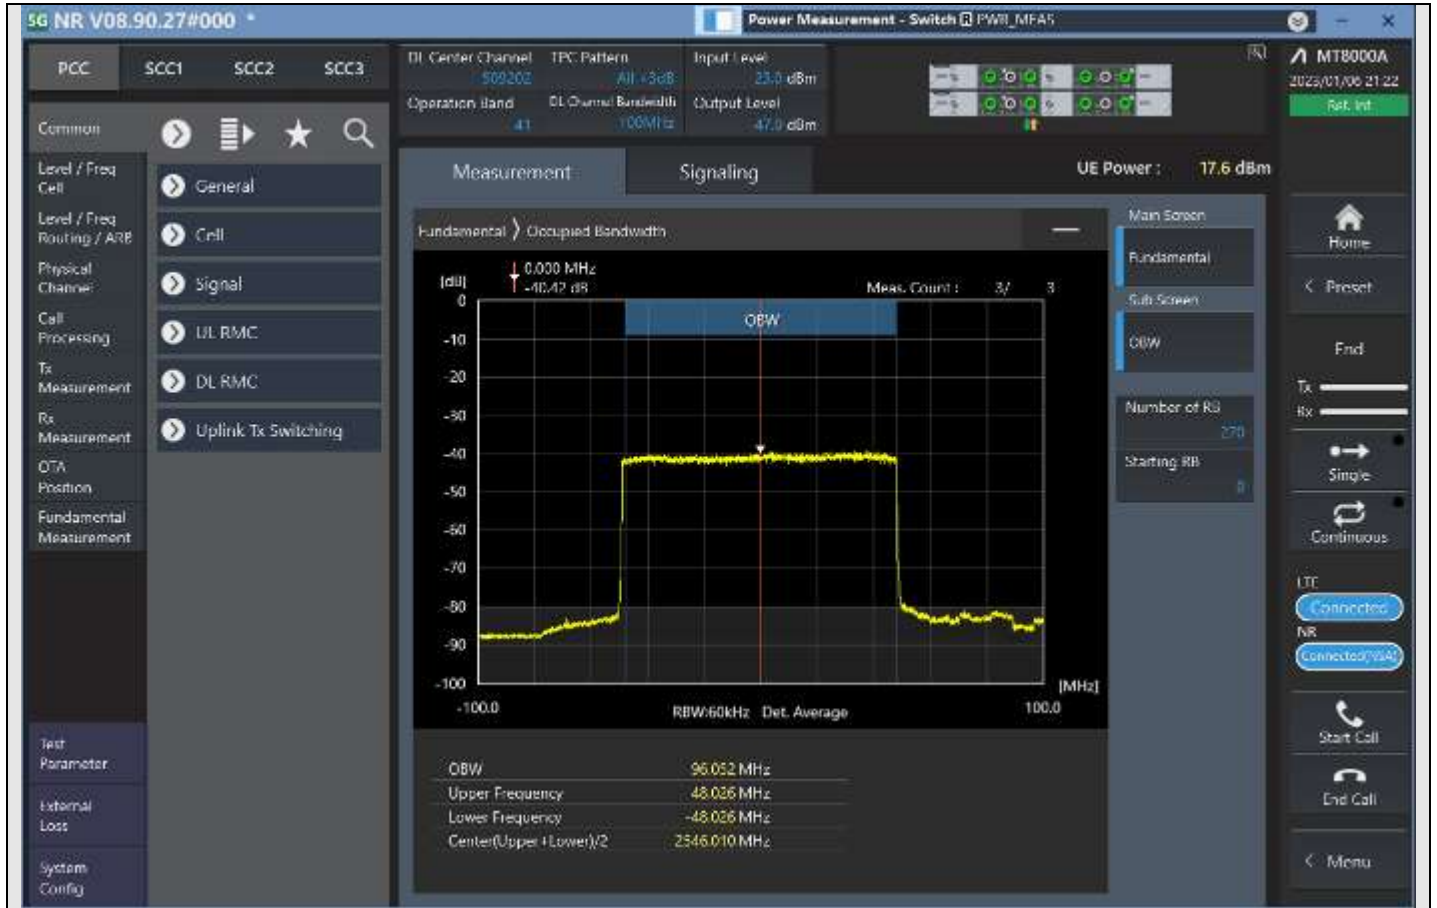 5G NR V08.90.27#000 *
Power Measurement - Switch PWR_MEAS
PCC SCC1 SCC2 SCC3
DL Center Channel TPC Pattern Input Level
509202 All +3dB 23.0 dBm
Operation Band DL Channel Bandwidth Output Level
41 100MHz -47.0 dBm
MT8000A
2023/01/06 21:22
Ref. Int
Common
Level / Freq
Cell
Level / Freq
Routing / ARB
Physical
Channel
Call
Processing
Tx
Measurement
Rx
Measurement
OTA
Position
Fundamental
Measurement
Test
Parameter
External
Loss
System
Config
General
Cell
Signal
UL RMC
DL RMC
Uplink Tx Switching
Measurement Signaling
UE Power : 17.6 dBm
Fundamental 〉 Occupied Bandwidth
[dB] 0.000 MHz
-40.42 dB Meas. Count : 3/ 3
OBW
0
-10
-20
-30
-40
-50
-60
-70
-80
-90
-100
[MHz]
-100.0 RBW:60kHz Det. Average 100.0
OBW 96.052 MHz
Upper Frequency 48.026 MHz
Lower Frequency -48.026 MHz
Center(Upper+Lower)/2 2546.010 MHz
Main Screen
Fundamental
Sub Screen
OBW
Number of RB
270
Starting RB
0
Home
< Preset
End
Tx
Rx
Single
Continuous
LTE
Connected
NR
Connected(NSA)
Start Call
End Call
< Menu